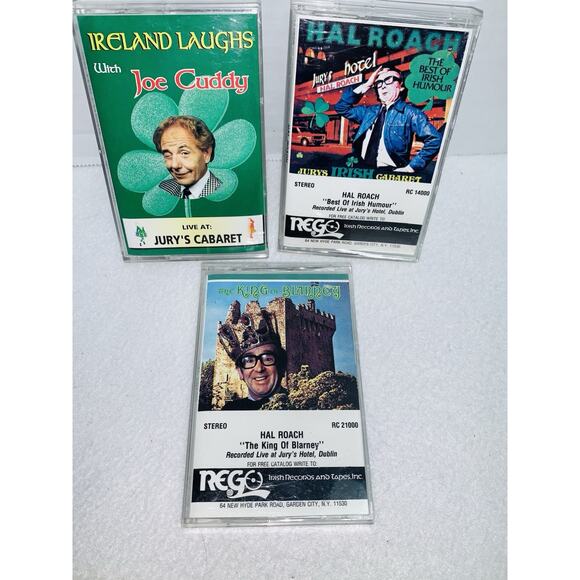 IRELAND LAUGHS
With
Joe Cuddy
LIVE AT:
JURY'S CABARET
HAL ROACH
THE
BEST OF
IRISH
HUMOUR
Jury's hotel
HAL ROACH
JURYS IRISH CABARET
STEREO
RC 14000
HAL ROACH
"Best Of Irish Humour"
Recorded Live at Jury's Hotel, Dublin
FOR FREE CATALOG WRITE TO:
REGO Irish Records and Tapes, Inc.
64 NEW HYDE PARK ROAD, GARDEN CITY, N.Y. 11530
THE KING OF BLARNEY
STEREO
RC 21000
HAL ROACH
"The King Of Blarney"
Recorded Live at Jury's Hotel, Dublin
FOR FREE CATALOG WRITE TO:
REGO Irish Records and Tapes, Inc.
64 NEW HYDE PARK ROAD, GARDEN CITY, N.Y. 11530